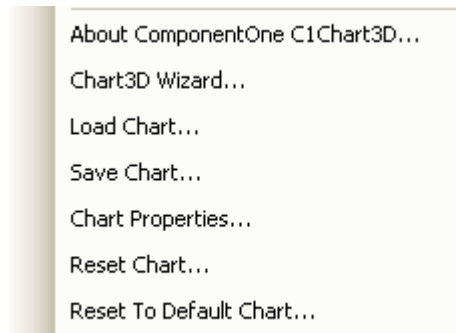 About ComponentOne C1Chart3D...
Chart3D Wizard...
Load Chart...
Save Chart...
Chart Properties...
Reset Chart...
Reset To Default Chart...